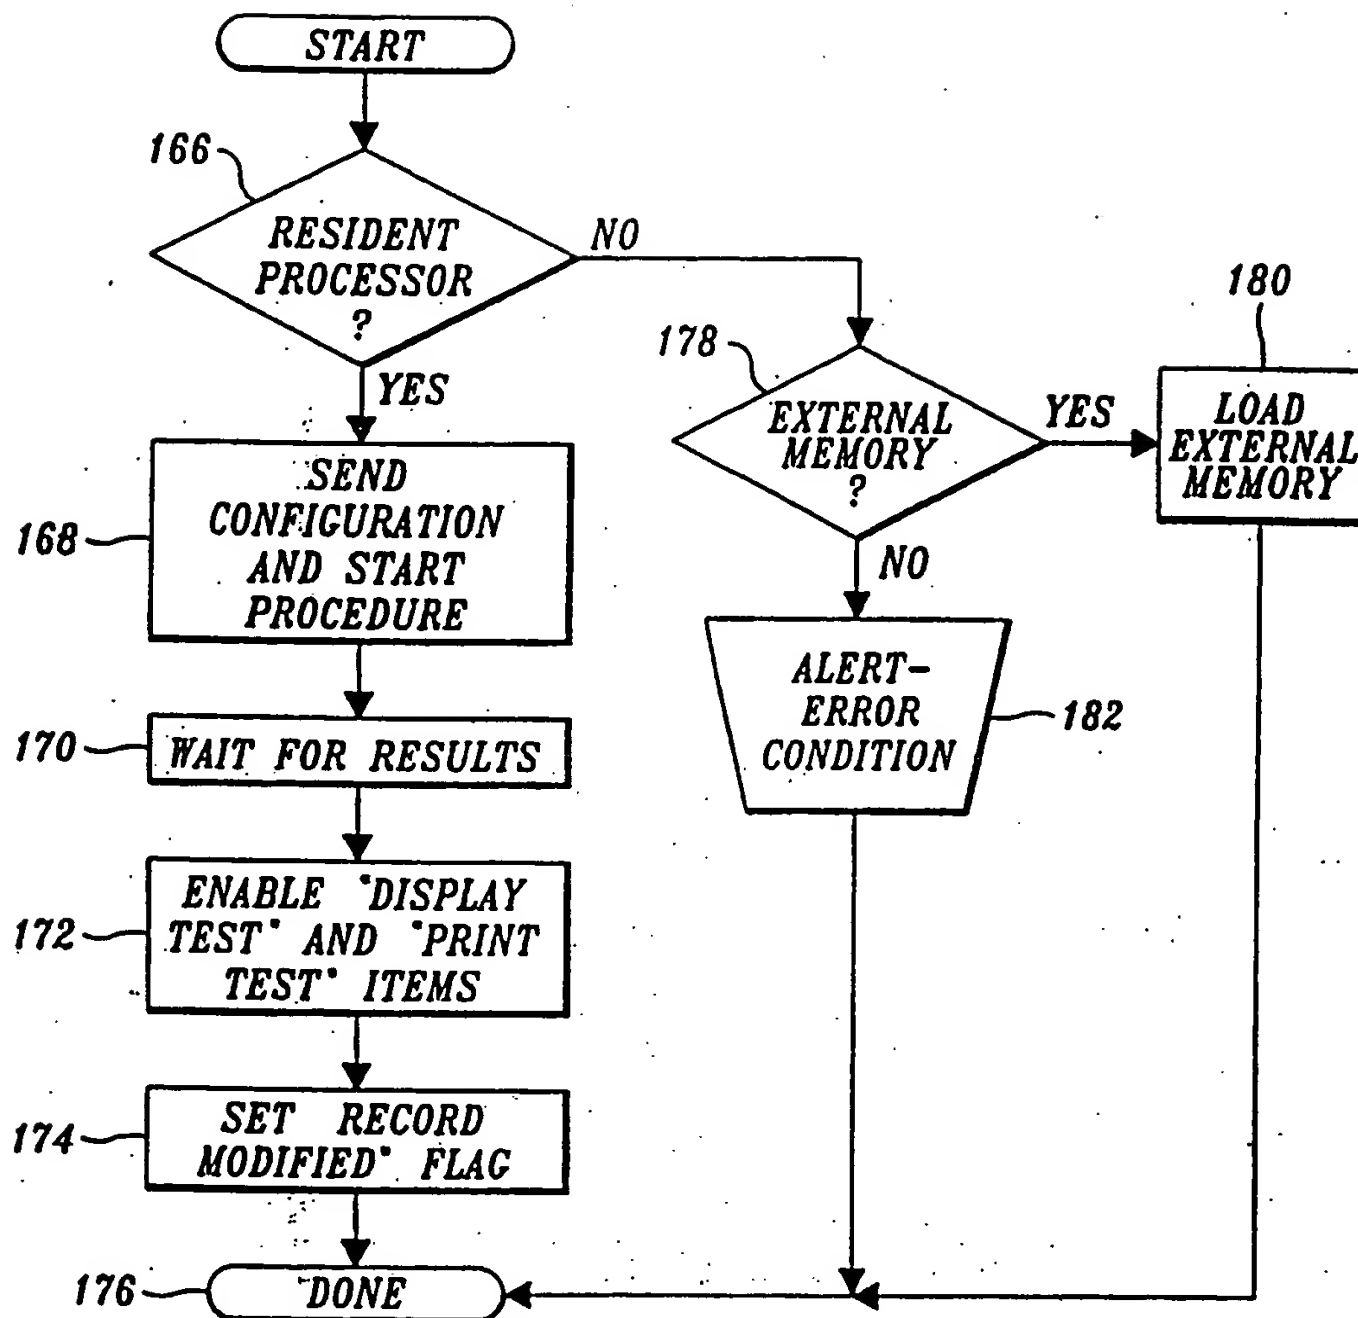 START
166
RESIDENT
PROCESSOR
?
NO
YES
178
EXTERNAL
MEMORY
?
YES
180
LOAD
EXTERNAL
MEMORY
168
SEND
CONFIGURATION
AND START
PROCEDURE
NO
170
WAIT FOR RESULTS
ALERT-
ERROR
CONDITION
182
172
ENABLE "DISPLAY
TEST" AND "PRINT
TEST" ITEMS
174
SET RECORD
MODIFIED" FLAG
176
DONE